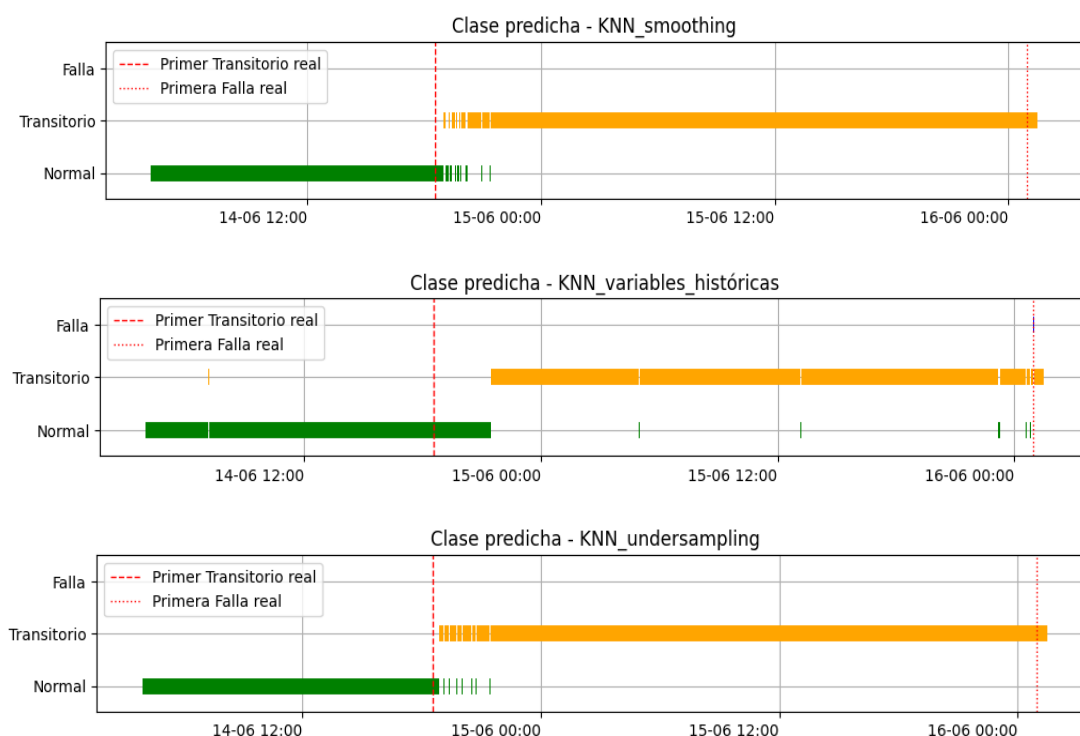 Clase predicha - KNN_smoothing
Primer Transitorio real
Primera Falla real
Falla
Transitorio
Normal
14-06 12:00 15-06 00:00 15-06 12:00 16-06 00:00
Clase predicha - KNN_variables_históricas
Primer Transitorio real
Primera Falla real
Falla
Transitorio
Normal
14-06 12:00 15-06 00:00 15-06 12:00 16-06 00:00
Clase predicha - KNN_undersampling
Primer Transitorio real
Primera Falla real
Falla
Transitorio
Normal
14-06 12:00 15-06 00:00 15-06 12:00 16-06 00:00